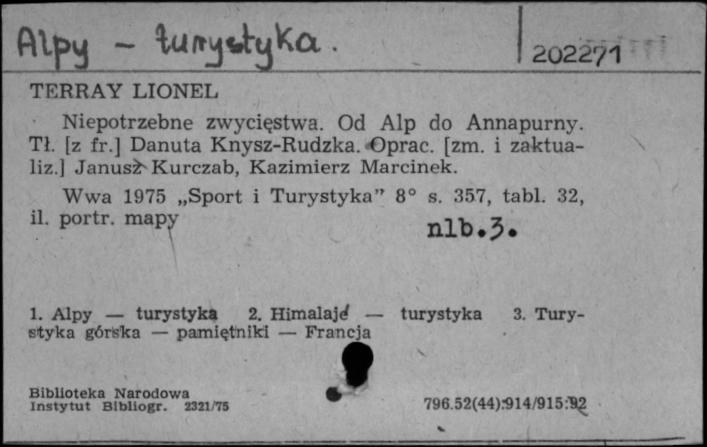 Alpy – turystyka.
202271
TERRAY LIONEL
Niepotrzebne zwycięstwa. Od Alp do Annapurny.
Tł. [z fr.] Danuta Knysz-Rudzka. Oprac. [zm. i zaktua-
liz.] Janusz Kurczab, Kazimierz Marcinek.
Wwa 1975 „Sport i Turystyka” 8° s. 357, tabl. 32,
il. portr. mapy
nlb.3.
1. Alpy — turystyka 2. Himalaje — turystyka 3. Tury-
styka górska — pamiętniki — Francja
Biblioteka Narodowa
Instytut Bibliogr. 2321/75
796.52(44):914/915:92